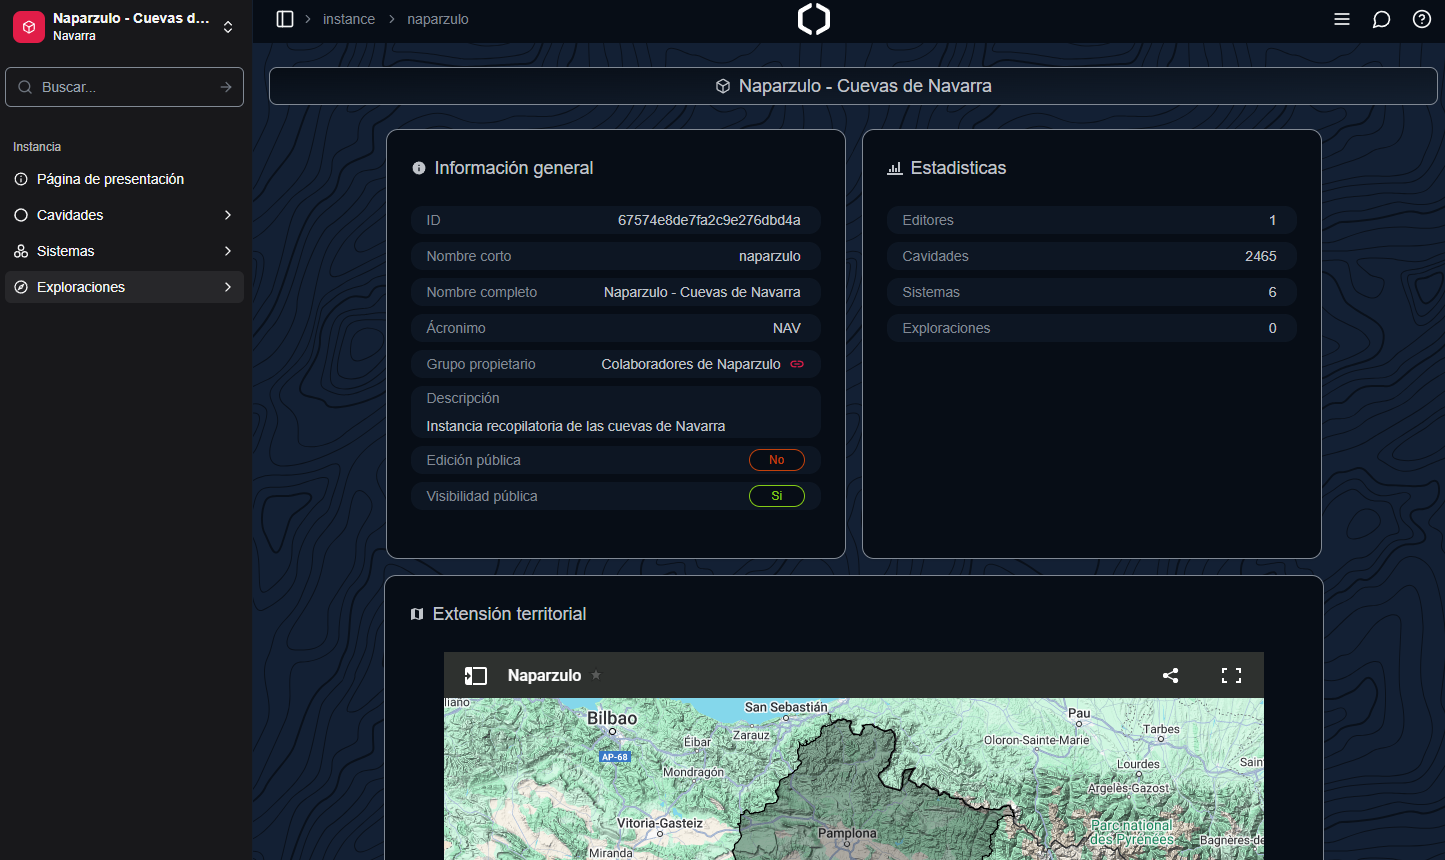 Naparzulo - Cuevas d...
Navarra
Buscar...
Instancia
Página de presentación
Cavidades
Sistemas
Exploraciones
instance
naparzulo
Naparzulo - Cuevas de Navarra
Información general
ID 67574e8de7fa2c9e276dbd4a
Nombre corto naparzulo
Nombre completo Naparzulo - Cuevas de Navarra
Ácronimo NAV
Grupo propietario Colaboradores de Naparzulo
Descripción
Instancia recopilatoria de las cuevas de Navarra
Edición pública No
Visibilidad pública Si
Estadisticas
Editores 1
Cavidades 2465
Sistemas 6
Exploraciones 0
Extensión territorial
Naparzulo
llano
Bilbao
San Sebastián
Zarauz
Éibar
AP-68
Mondragón
Vitoria-Gasteiz
Miranda
Pamplona
Pau
Tarbes
Oloron-Sainte-Marie
Lourdes
Sain
Argelès-Gazost
Parc national
des Pyrénées
Bagnères-de